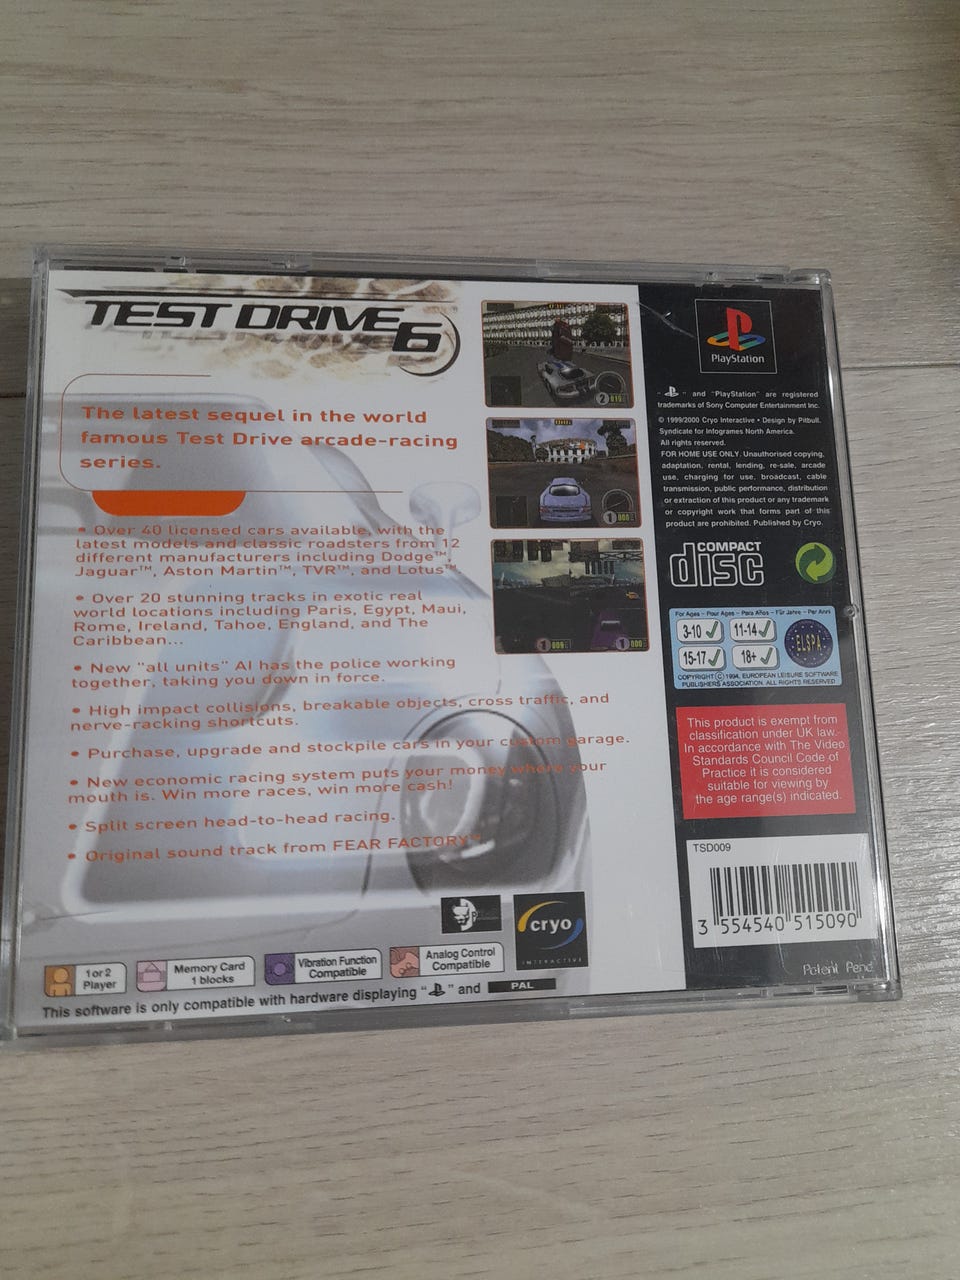 TEST DRIVE 6
The latest sequel in the world
famous Test Drive arcade-racing
series.
• Over 40 licensed cars available, with the
latest models and classic roadsters from 12
different manufacturers including Dodge™,
Jaguar™, Aston Martin™, TVR™, and Lotus™
• Over 20 stunning tracks in exotic real
world locations including Paris, Egypt, Maui,
Rome, Ireland, Tahoe, England, and The
Caribbean...
• New "all units" AI has the police working
together, taking you down in force.
• High impact collisions, breakable objects, cross traffic, and
nerve-racking shortcuts.
• Purchase, upgrade and stockpile cars in your custom garage.
• New economic racing system puts your money where your
mouth is. Win more races, win more cash!
• Split screen head-to-head racing.
• Original sound track from FEAR FACTORY™
cryo
INTERACTIVE
1 or 2
Player
Memory Card
1 blocks
Vibration Function
Compatible
Analog Control
Compatible
This software is only compatible with hardware displaying " " and PAL
PlayStation
" " and "PlayStation" are registered
trademarks of Sony Computer Entertainment Inc.
© 1999/2000 Cryo Interactive • Design by Pitbull.
Syndicate for Infogrames North America.
All rights reserved.
FOR HOME USE ONLY. Unauthorised copying,
adaptation, rental, lending, re-sale, arcade
use, charging for use, broadcast, cable
transmission, public performance, distribution
or extraction of this product or any trademark
or copyright work that forms part of this
product are prohibited. Published by Cryo.
COMPACT
disc
For Ages - Pour Ages - Para Años - Für Jahre - Per Anni
3-10 11-14
15-17 18+
ELSPA
COPYRIGHT © 1994, EUROPEAN LEISURE SOFTWARE
PUBLISHERS ASSOCIATION. ALL RIGHTS RESERVED
This product is exempt from
classification under UK law.
In accordance with The Video
Standards Council Code of
Practice it is considered
suitable for viewing by
the age range(s) indicated.
TSD009
3 554540 515090
Patent Pend